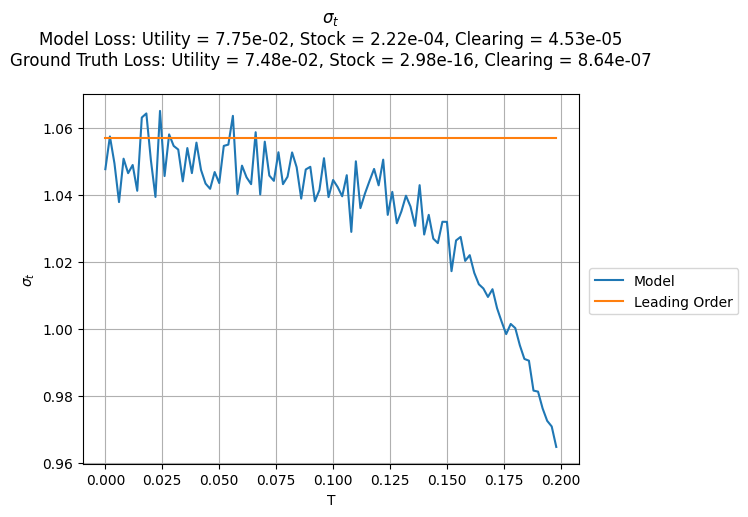 σt
Model Loss: Utility = 7.75e-02, Stock = 2.22e-04, Clearing = 4.53e-05
Ground Truth Loss: Utility = 7.48e-02, Stock = 2.98e-16, Clearing = 8.64e-07
1.06
1.04
1.02
1.00
0.98
0.96
σt
0.000 0.025 0.050 0.075 0.100 0.125 0.150 0.175 0.200
T
Model
Leading Order